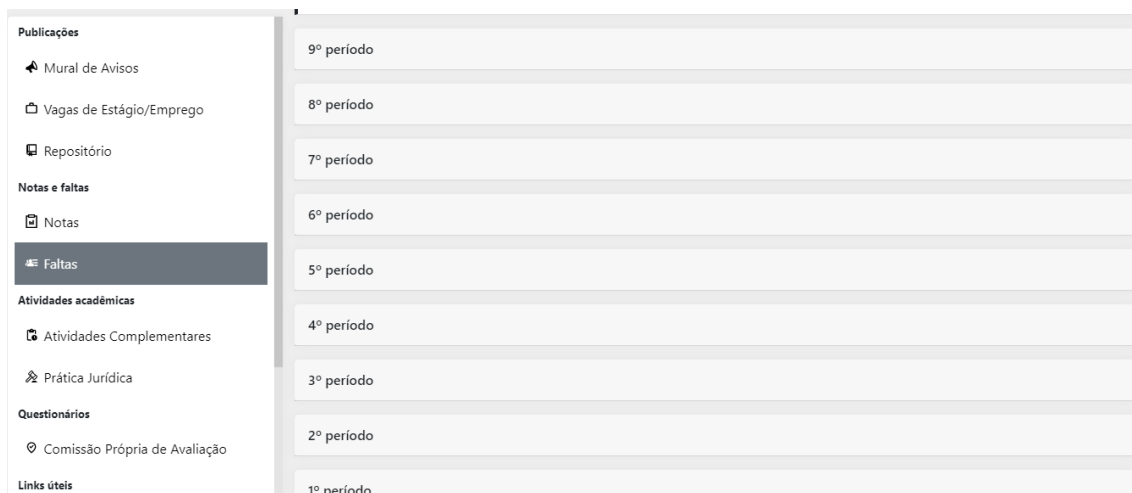 Publicações
Mural de Avisos
Vagas de Estágio/Emprego
Repositório
Notas e faltas
Notas
Faltas
Atividades acadêmicas
Atividades Complementares
Prática Jurídica
Questionários
Comissão Própria de Avaliação
Links úteis
9º período
8º período
7º período
6º período
5º período
4º período
3º período
2º período
1º período